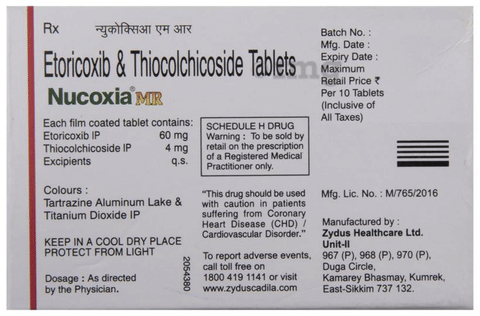 Rx न्युकोक्सिआ एम आर
Etoricoxib & Thiocolchicoside Tablets
Nucoxia® MR
Each film coated tablet contains:
Etoricoxib IP 60 mg
Thiocolchicoside IP 4 mg
Excipients q.s.
Colours :
Tartrazine Aluminum Lake &
Titanium Dioxide IP
KEEP IN A COOL DRY PLACE
PROTECT FROM LIGHT
Dosage : As directed
by the Physician.
SCHEDULE H DRUG
Warning : To be sold by
retail on the prescription
of a Registered Medical
Practitioner only.
"This drug should be used
with caution in patients
suffering from Coronary
Heart Disease (CHD) /
Cardiovascular Disorder."
To report adverse events,
call toll free on
1800 419 1141 or visit
www.zyduscadila.com
2054380
Batch No. :
Mfg. Date :
Expiry Date :
Maximum
Retail Price ₹
Per 10 Tablets
(Inclusive of
All Taxes)
Mfg. Lic. No. : M/765/2016
Manufactured by :
Zydus Healthcare Ltd.
Unit-II
967 (P), 968 (P), 970 (P),
Duga Circle,
Kamarey Bhasmay, Kumrek,
East-Sikkim 737 132.